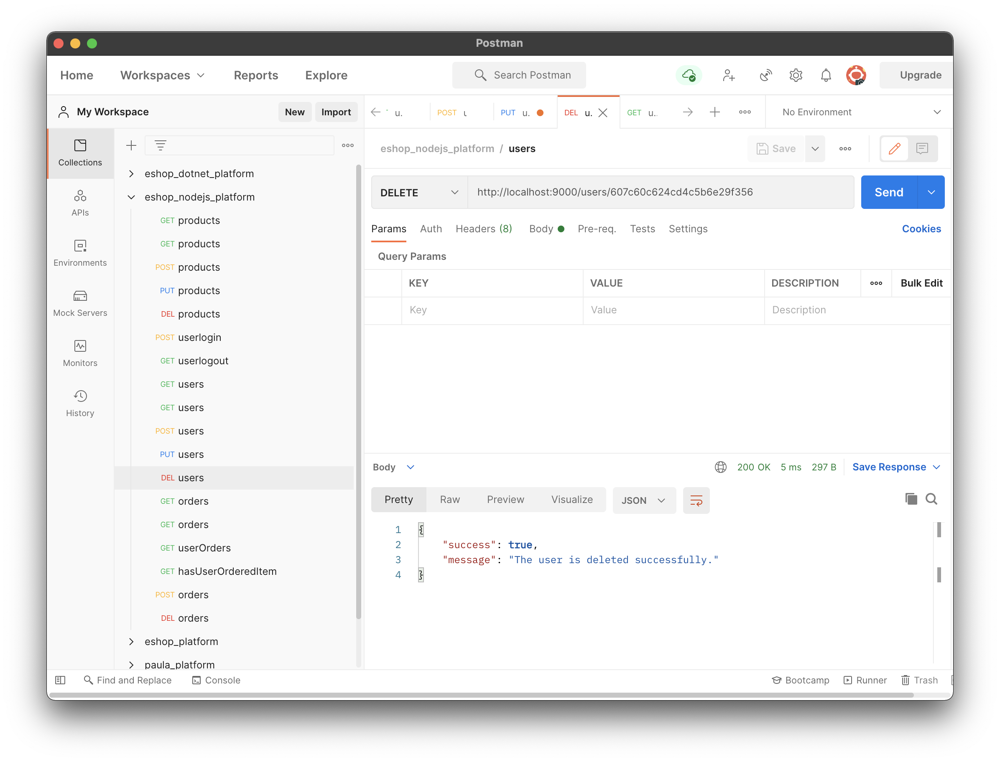 Postman
Home Workspaces Reports Explore Search Postman Upgrade
My Workspace New Import
u. POST PUT u. DEL u. GET u.. No Environment
Collections
APIs
Environments
Mock Servers
Monitors
History
eshop_dotnet_platform
eshop_nodejs_platform
GET products
GET products
POST products
PUT products
DEL products
POST userlogin
GET userlogout
GET users
GET users
POST users
PUT users
DEL users
GET orders
GET orders
GET userOrders
GET hasUserOrderedItem
POST orders
DEL orders
eshop_platform
paula_platform
eshop_nodejs_platform / users Save
DELETE http://localhost:9000/users/607c60c624cd4c5b6e29f356 Send
Params Auth Headers (8) Body Pre-req. Tests Settings Cookies
Query Params
KEY VALUE DESCRIPTION Bulk Edit
Key Value Description
Body 200 OK 5 ms 297 B Save Response
Pretty Raw Preview Visualize JSON
1 {
2 "success": true,
3 "message": "The user is deleted successfully."
4 }
Find and Replace Console Bootcamp Runner Trash